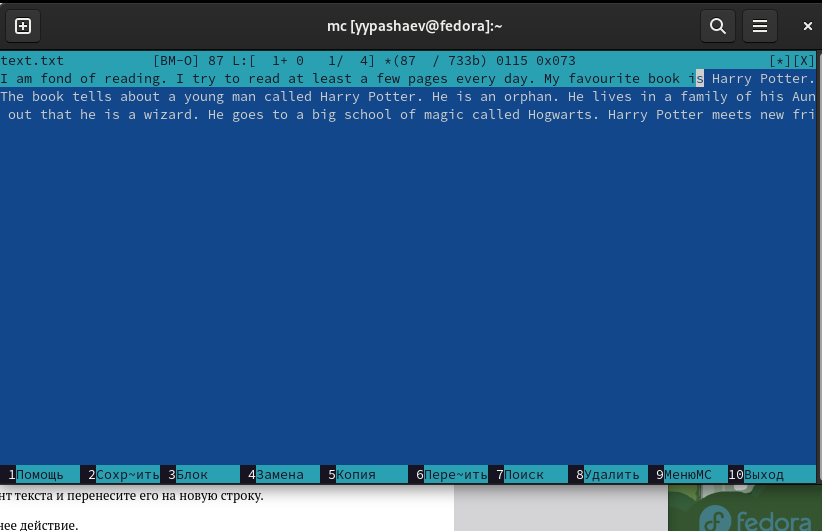 mc [yypashaev@fedora]:~
text.txt [BM-O] 87 L:[ 1+ 0 1/ 4] *(87 / 733b) 0115 0x073 [*][X]
I am fond of reading. I try to read at least a few pages every day. My favourite book is Harry Potter.
The book tells about a young man called Harry Potter. He is an orphan. He lives in a family of his Aun
out that he is a wizard. He goes to a big school of magic called Hogwarts. Harry Potter meets new fri
1Помощь 2Сохр~ить 3Блок 4Замена 5Копия 6Пере~ить 7Поиск 8Удалить 9МенюМС 10Выход
нт текста и перенесите его на новую строку.
нее действие.
fedora